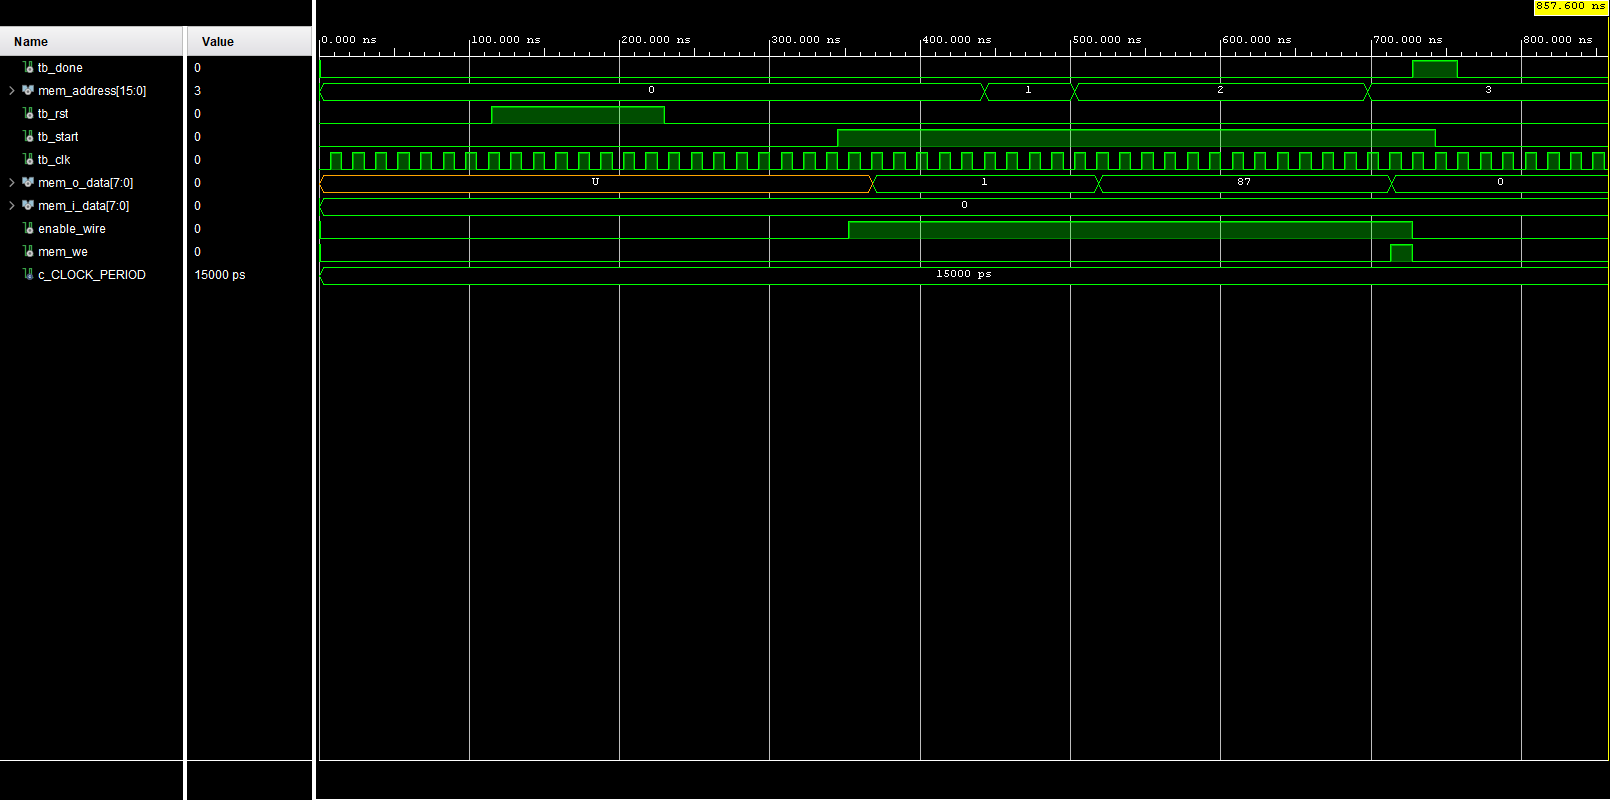 857.600 ns
Name Value
0.000 ns 100.000 ns 200.000 ns 300.000 ns 400.000 ns 500.000 ns 600.000 ns 700.000 ns 800.000 ns
tb_done 0
mem_address[15:0] 3 0 1 2 3
tb_rst 0
tb_start 0
tb_clk 0
mem_o_data[7:0] 0 U 1 87 0
mem_i_data[7:0] 0 0
enable_wire 0
mem_we 0
c_CLOCK_PERIOD 15000 ps 15000 ps